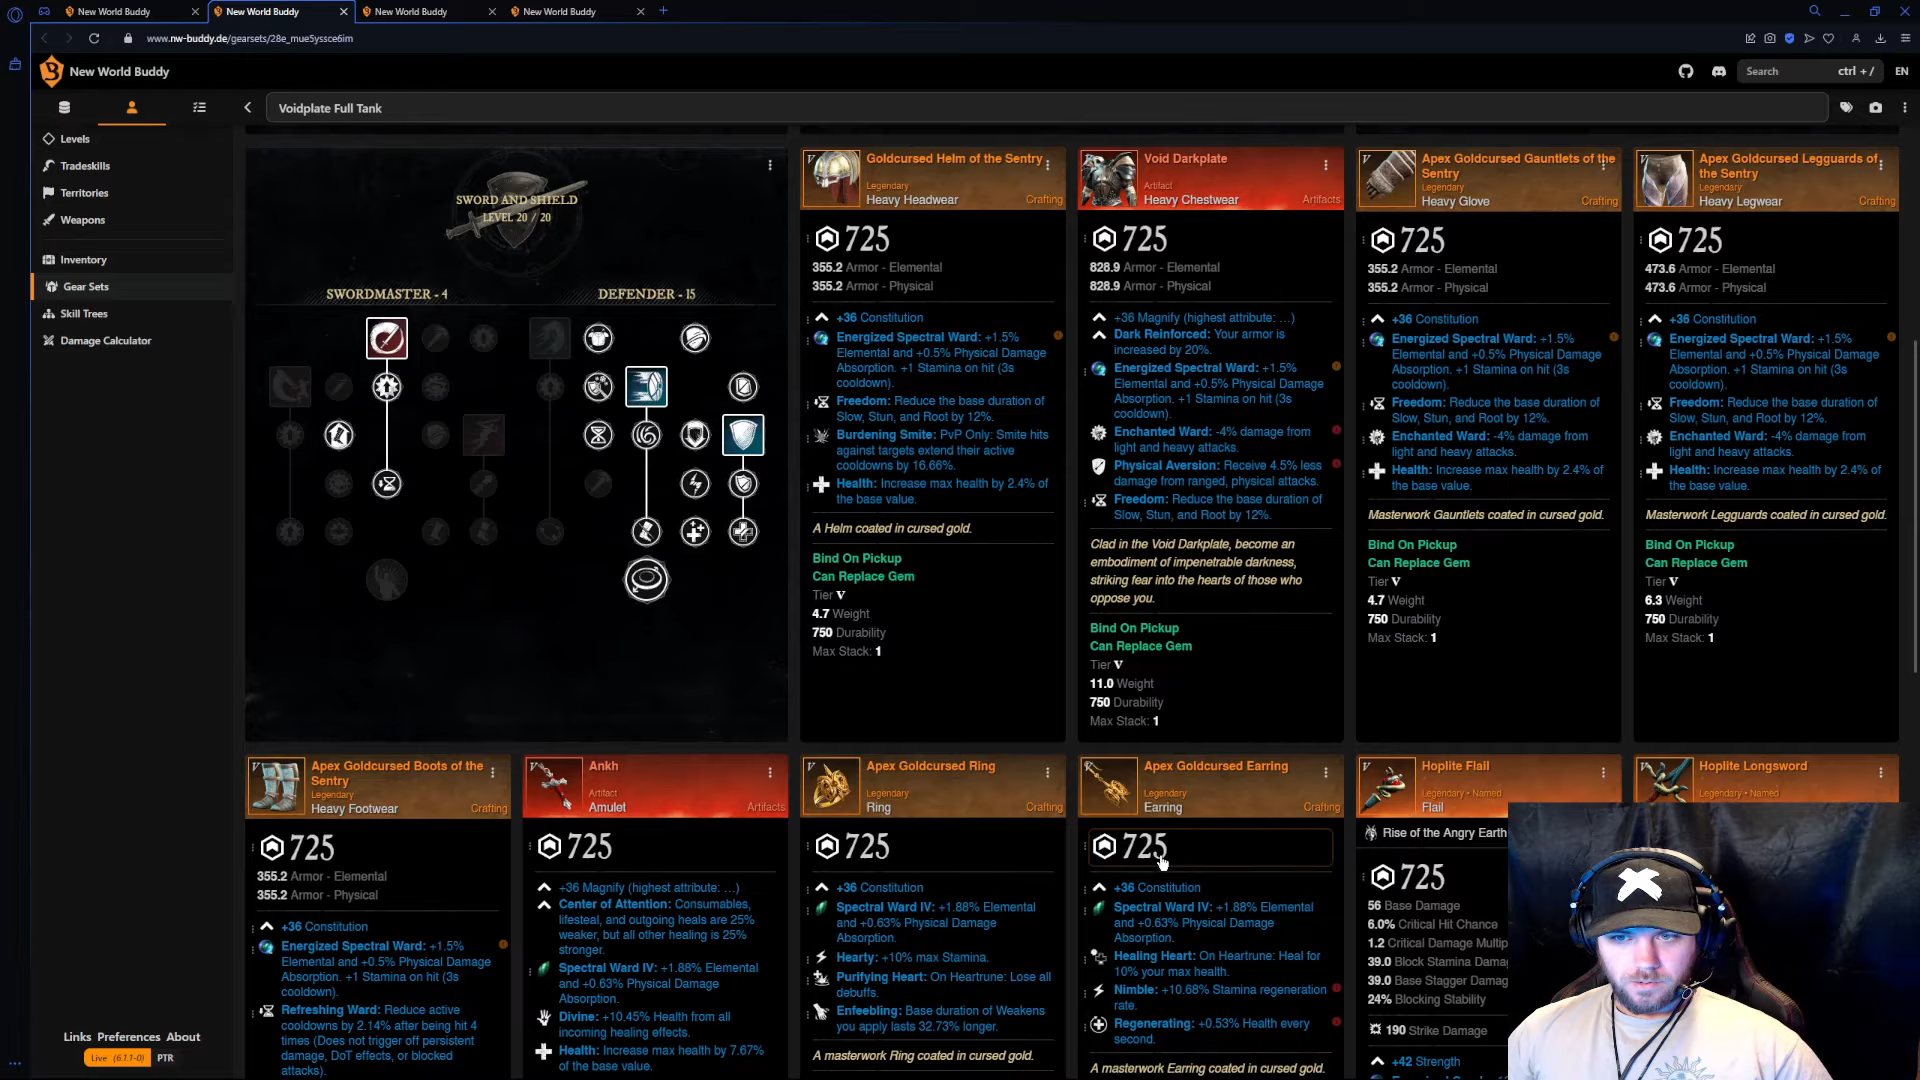 New World Buddy
New World Buddy
New World Buddy
New World Buddy
www.nw-buddy.de/gearsets/28e_mue5yssce6im
New World Buddy
Search ctrl + /
EN
Voidplate Full Tank
Levels
Tradeskills
Territories
Weapons
Inventory
Gear Sets
Skill Trees
Damage Calculator
Links Preferences About
Live (6.1.1-0) PTR
SWORD AND SHIELD
LEVEL 20 / 20
SWORDMASTER - 4
DEFENDER - 15
Goldcursed Helm of the Sentry
Legendary
Heavy Headwear
Crafting
725
355.2 Armor - Elemental
355.2 Armor - Physical
+36 Constitution
Energized Spectral Ward: +1.5%
Elemental and +0.5% Physical Damage
Absorption. +1 Stamina on hit (3s
cooldown).
Freedom: Reduce the base duration of
Slow, Stun, and Root by 12%.
Burdening Smite: PvP Only: Smite hits
against targets extend their active
cooldowns by 16.66%.
Health: Increase max health by 2.4% of
the base value.
A Helm coated in cursed gold.
Bind On Pickup
Can Replace Gem
Tier V
4.7 Weight
750 Durability
Max Stack: 1
Void Darkplate
Artifact
Heavy Chestwear
Artifacts
725
828.9 Armor - Elemental
828.9 Armor - Physical
+36 Magnify (highest attribute: ...)
Dark Reinforced: Your armor is
increased by 20%.
Energized Spectral Ward: +1.5%
Elemental and +0.5% Physical Damage
Absorption. +1 Stamina on hit (3s
cooldown).
Enchanted Ward: -4% damage from
light and heavy attacks.
Physical Aversion: Receive 4.5% less
damage from ranged, physical attacks.
Freedom: Reduce the base duration of
Slow, Stun, and Root by 12%.
Clad in the Void Darkplate, become an
embodiment of impenetrable darkness,
striking fear into the hearts of those who
oppose you.
Bind On Pickup
Can Replace Gem
Tier V
11.0 Weight
750 Durability
Max Stack: 1
Apex Goldcursed Gauntlets of the
Sentry
Legendary
Heavy Glove
Crafting
725
355.2 Armor - Elemental
355.2 Armor - Physical
+36 Constitution
Energized Spectral Ward: +1.5%
Elemental and +0.5% Physical Damage
Absorption. +1 Stamina on hit (3s
cooldown).
Freedom: Reduce the base duration of
Slow, Stun, and Root by 12%.
Enchanted Ward: -4% damage from
light and heavy attacks.
Health: Increase max health by 2.4% of
the base value.
Masterwork Gauntlets coated in cursed gold.
Bind On Pickup
Can Replace Gem
Tier V
4.7 Weight
750 Durability
Max Stack: 1
Apex Goldcursed Legguards of
the Sentry
Legendary
Heavy Legwear
Crafting
725
473.6 Armor - Elemental
473.6 Armor - Physical
+36 Constitution
Energized Spectral Ward: +1.5%
Elemental and +0.5% Physical Damage
Absorption. +1 Stamina on hit (3s
cooldown).
Freedom: Reduce the base duration of
Slow, Stun, and Root by 12%.
Enchanted Ward: -4% damage from
light and heavy attacks.
Health: Increase max health by 2.4% of
the base value.
Masterwork Legguards coated in cursed gold.
Bind On Pickup
Can Replace Gem
Tier V
6.3 Weight
750 Durability
Max Stack: 1
Apex Goldcursed Boots of the
Sentry
Legendary
Heavy Footwear
Crafting
725
355.2 Armor - Elemental
355.2 Armor - Physical
+36 Constitution
Energized Spectral Ward: +1.5%
Elemental and +0.5% Physical Damage
Absorption. +1 Stamina on hit (3s
cooldown).
Refreshing Ward: Reduce active
cooldowns by 2.14% after being hit 4
times (Does not trigger off persistent
damage, DoT effects, or blocked
attacks).
Ankh
Artifact
Amulet
Artifacts
725
+36 Magnify (highest attribute: ...)
Center of Attention: Consumables,
lifesteal, and outgoing heals are 25%
weaker, but all other healing is 25%
stronger.
Spectral Ward IV: +1.88% Elemental
and +0.63% Physical Damage
Absorption.
Divine: +10.45% Health from all
incoming healing effects.
Health: Increase max health by 7.67%
of the base value.
Apex Goldcursed Ring
Legendary
Ring
Crafting
725
+36 Constitution
Spectral Ward IV: +1.88% Elemental
and +0.63% Physical Damage
Absorption.
Hearty: +10% max Stamina.
Purifying Heart: On Heartrune: Lose all
debuffs.
Enfeebling: Base duration of Weakens
you apply lasts 32.73% longer.
A masterwork Ring coated in cursed gold.
Apex Goldcursed Earring
Legendary
Earring
Crafting
725
+36 Constitution
Spectral Ward IV: +1.88% Elemental
and +0.63% Physical Damage
Absorption.
Healing Heart: On Heartrune: Heal for
10% your max health.
Nimble: +10.68% Stamina regeneration
rate.
Regenerating: +0.53% Health every
second.
A masterwork Earring coated in cursed gold.
Hoplite Flail
Legendary • Named
Flail
Rise of the Angry Earth
725
56 Base Damage
6.0% Critical Hit Chance
1.2 Critical Damage Multip
39.0 Block Stamina Damag
39.0 Base Stagger Damag
24% Blocking Stability
190 Strike Damage
+42 Strength
Hoplite Longsword
Legendary • Named